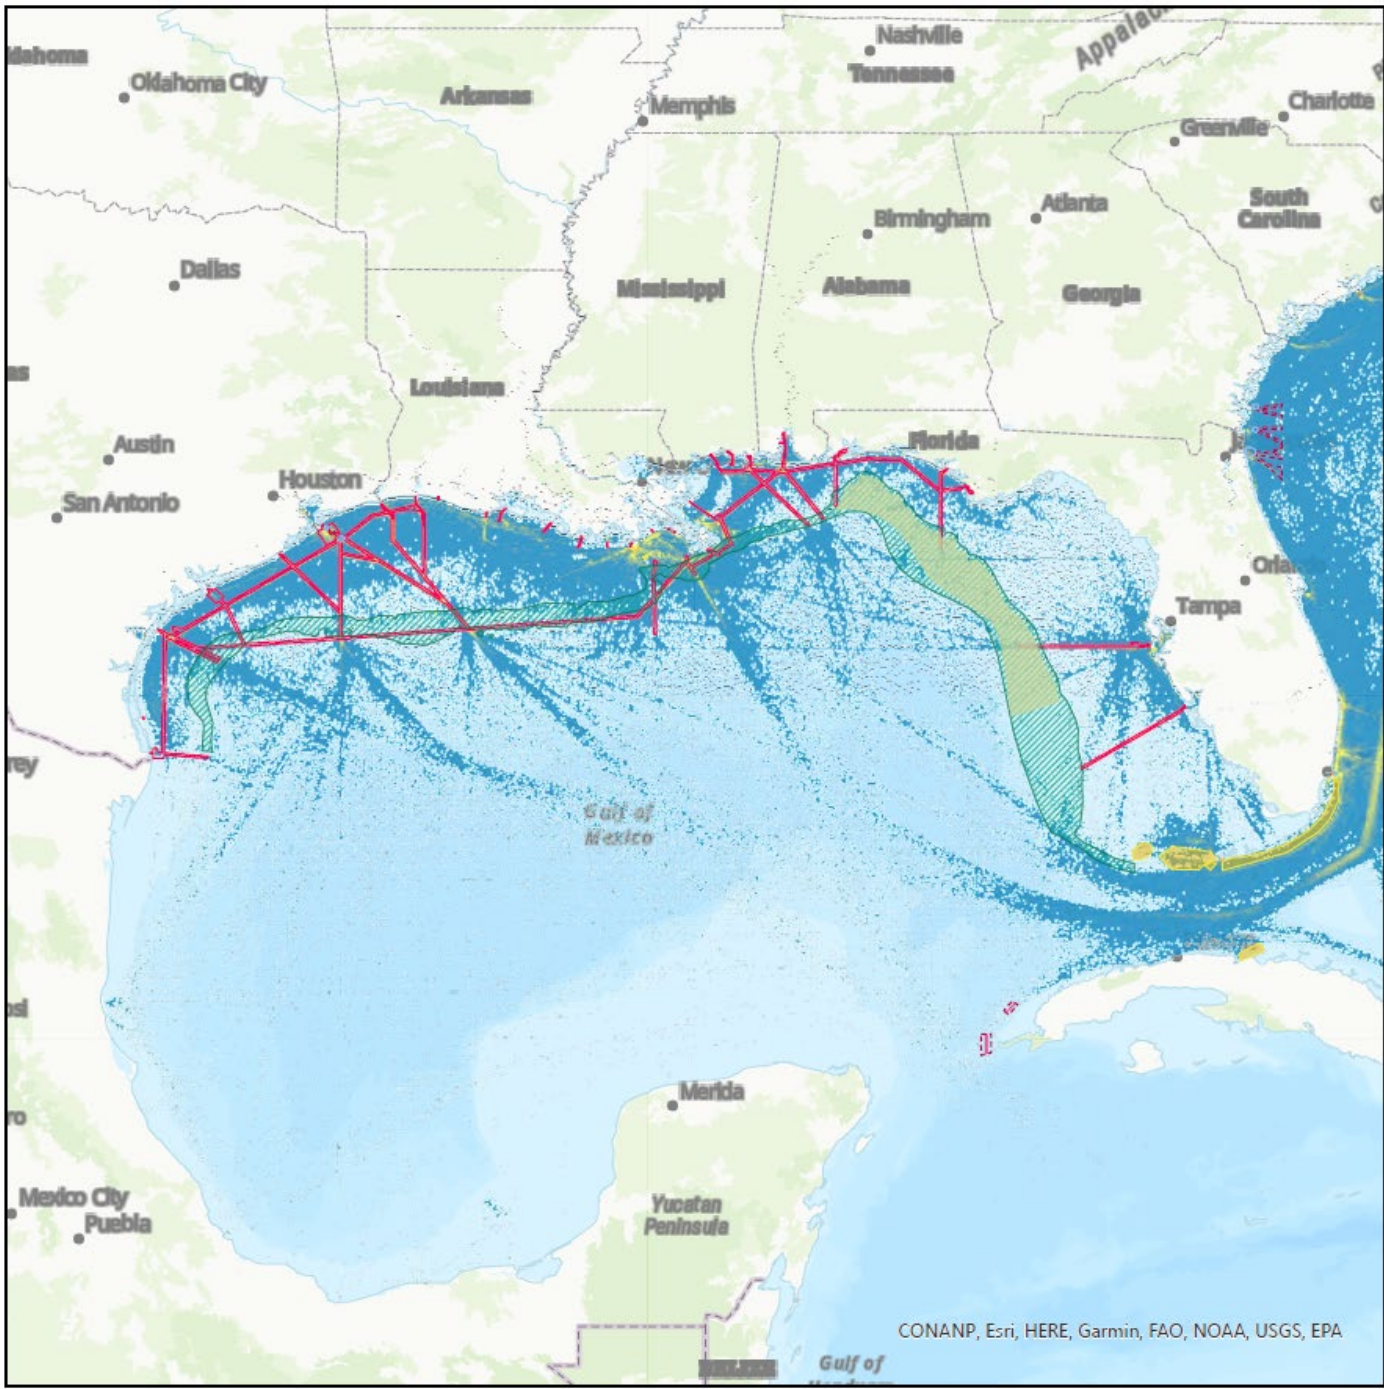 Nashville
Tennessee
Oklahoma City
Arkansas
Memphis
Charlotte
Greenville
Atlanta
South
Carolina
Birmingham
Dallas
Mississippi
Alabama
Georgia
Louisiana
Austin
Florida
Houston
San Antonio
Tampa
Gulf of
Mexico
Merida
Mexico City
Puebla
Yucatan
Peninsula
CONANP, Esri, HERE, Garmin, FAO, NOAA, USGS, EPA
Gulf of